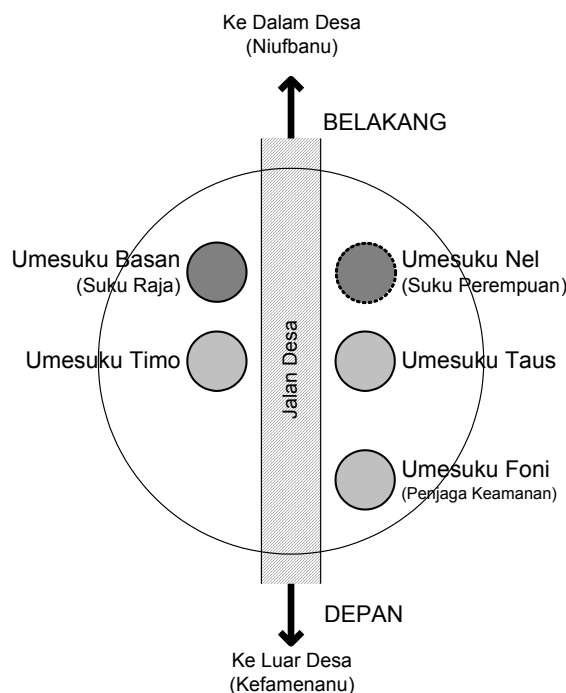 Ke Dalam Desa
(Niufbanu)
BELAKANG
Umesuku Basan
(Suku Raja)
Umesuku Nel
(Suku Perempuan)
Umesuku Timo
Jalan Desa
Umesuku Taus
Umesuku Foni
(Penjaga Keamanan)
DEPAN
Ke Luar Desa
(Kefamenanu)